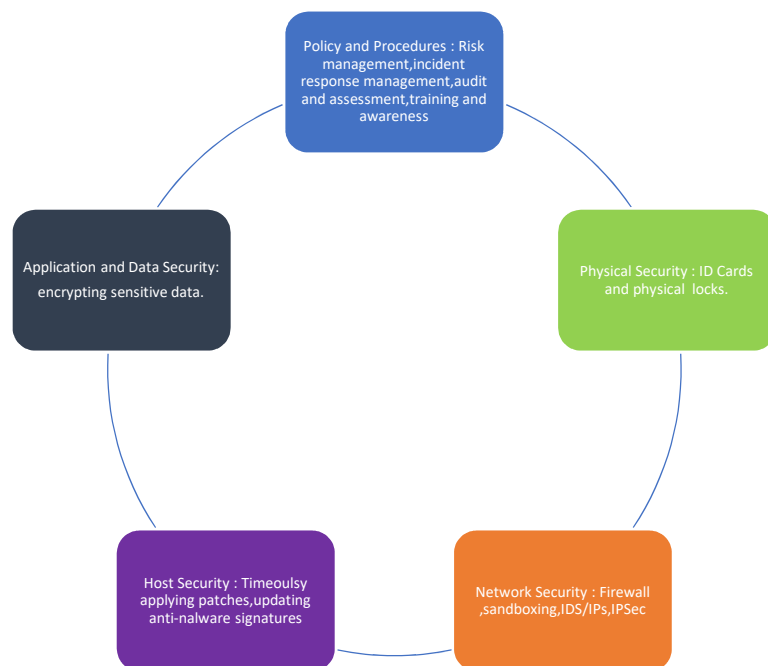 Policy and Procedures : Risk
management,incident
response management,audit
and assessment,training and
awareness
Physical Security : ID Cards
and physical locks.
Network Security : Firewall
,sandboxing,IDS/IPs,IPSec
Host Security : Timeoulsy
applying patches,updating
anti-nalware signatures
Application and Data Security:
encrypting sensitive data.